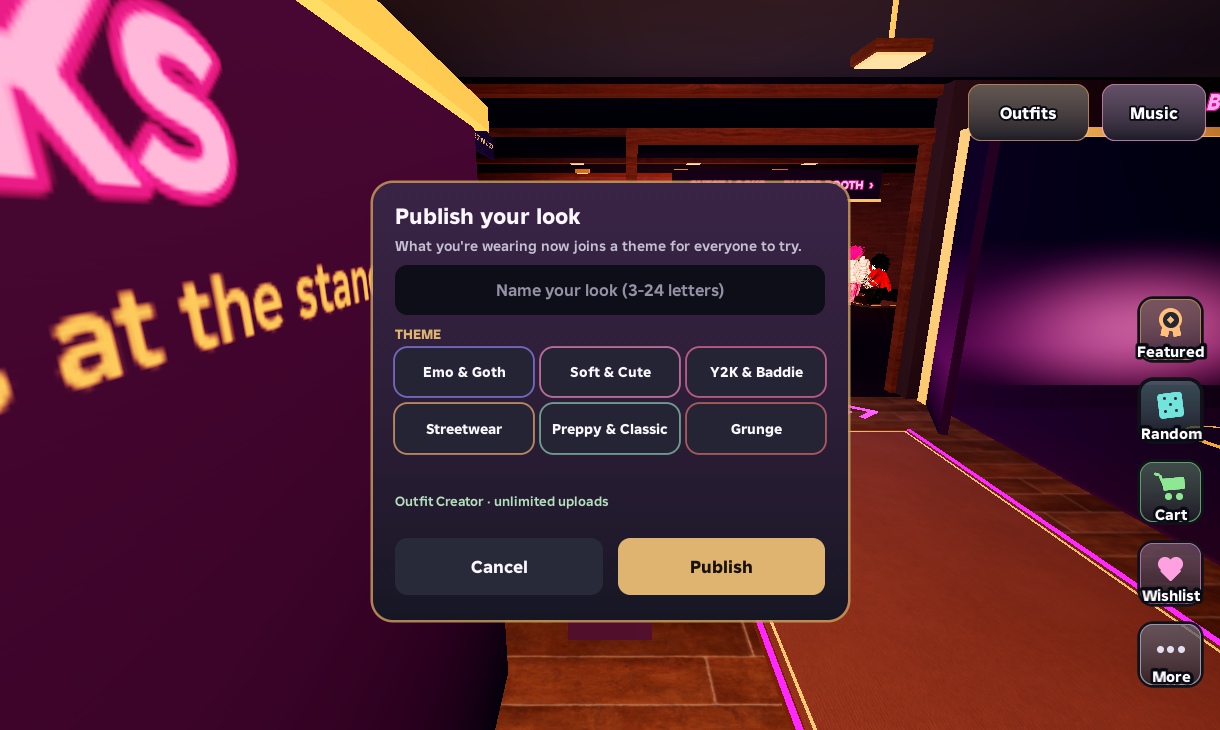 Ks
at the stan
Outfits
Music
OTH ›
Publish your look
What you're wearing now joins a theme for everyone to try.
Name your look (3-24 letters)
THEME
Emo & Goth
Soft & Cute
Y2K & Baddie
Streetwear
Preppy & Classic
Grunge
Outfit Creator · unlimited uploads
Cancel
Publish
Featured
Random
Cart
Wishlist
More